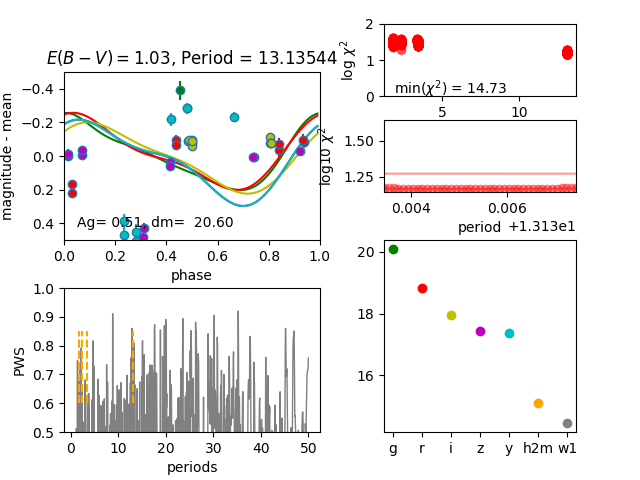 E(B − V) = 1.03, Period = 13.13544
magnitude - mean
−0.4
−0.2
0.0
0.2
0.4
Ag= 0.51, dm= 20.60
0.0 0.2 0.4 0.6 0.8 1.0
phase
log χ²
2
1
0
min(χ²) = 14.73
5 10
log10 χ²
1.50
1.25
0.004 0.006
period +1.313e1
PWS
1.0
0.9
0.8
0.7
0.6
0.5
0 10 20 30 40 50
periods
20
18
16
g r i z y h2m w1